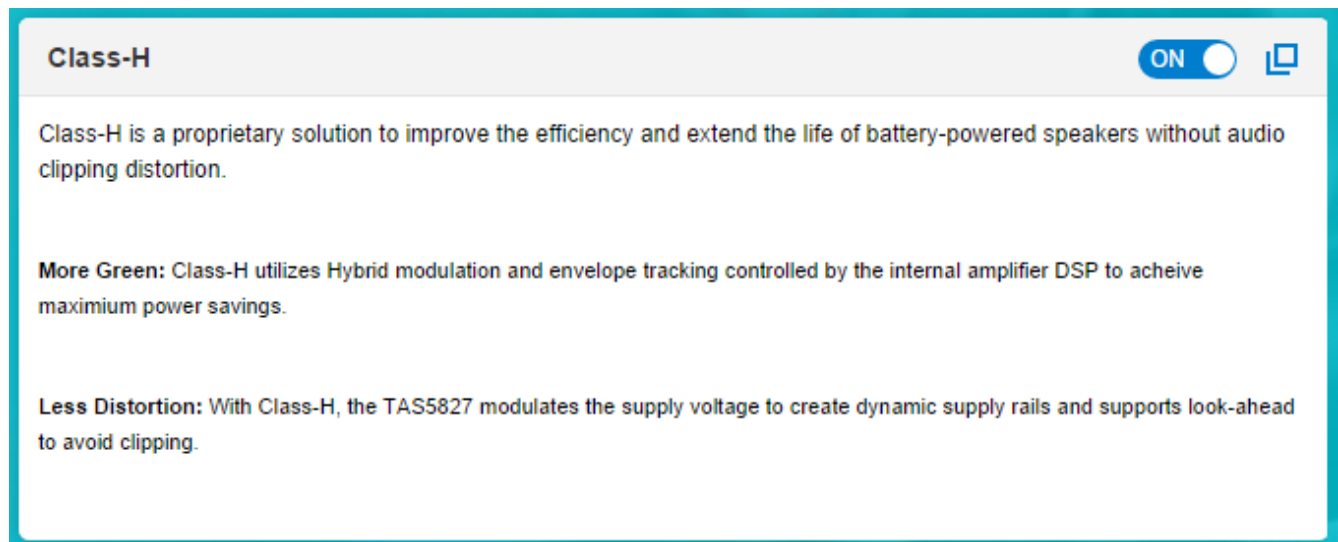 Class-H
ON
Class-H is a proprietary solution to improve the efficiency and extend the life of battery-powered speakers without audio
clipping distortion.
More Green: Class-H utilizes Hybrid modulation and envelope tracking controlled by the internal amplifier DSP to acheive
maximium power savings.
Less Distortion: With Class-H, the TAS5827 modulates the supply voltage to create dynamic supply rails and supports look-ahead
to avoid clipping.